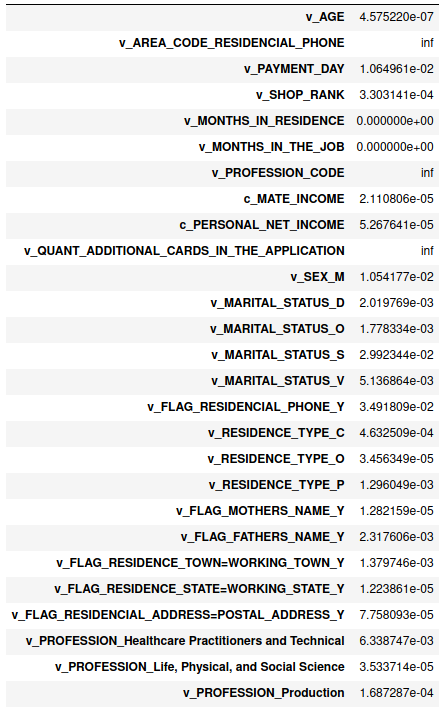 v_AGE 4.575220e-07
v_AREA_CODE_RESIDENCIAL_PHONE inf
v_PAYMENT_DAY 1.064961e-02
v_SHOP_RANK 3.303141e-04
v_MONTHS_IN_RESIDENCE 0.000000e+00
v_MONTHS_IN_THE_JOB 0.000000e+00
v_PROFESSION_CODE inf
c_MATE_INCOME 2.110806e-05
c_PERSONAL_NET_INCOME 5.267641e-05
v_QUANT_ADDITIONAL_CARDS_IN_THE_APPLICATION inf
v_SEX_M 1.054177e-02
v_MARITAL_STATUS_D 2.019769e-03
v_MARITAL_STATUS_O 1.778334e-03
v_MARITAL_STATUS_S 2.992344e-02
v_MARITAL_STATUS_V 5.136864e-03
v_FLAG_RESIDENCIAL_PHONE_Y 3.491809e-02
v_RESIDENCE_TYPE_C 4.632509e-04
v_RESIDENCE_TYPE_O 3.456349e-05
v_RESIDENCE_TYPE_P 1.296049e-03
v_FLAG_MOTHERS_NAME_Y 1.282159e-05
v_FLAG_FATHERS_NAME_Y 2.317606e-03
v_FLAG_RESIDENCE_TOWN=WORKING_TOWN_Y 1.379746e-03
v_FLAG_RESIDENCE_STATE=WORKING_STATE_Y 1.223861e-05
v_FLAG_RESIDENCIAL_ADDRESS=POSTAL_ADDRESS_Y 7.758093e-05
v_PROFESSION_Healthcare Practitioners and Technical 6.338747e-03
v_PROFESSION_Life, Physical, and Social Science 3.533714e-05
v_PROFESSION_Production 1.687287e-04